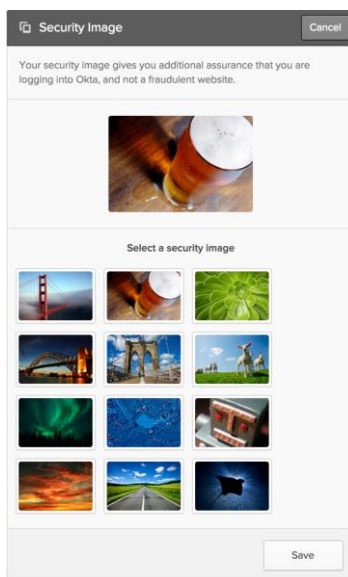 Security Image
Cancel
Your security image gives you additional assurance that you are
logging into Okta, and not a fraudulent website.
Select a security image
Save